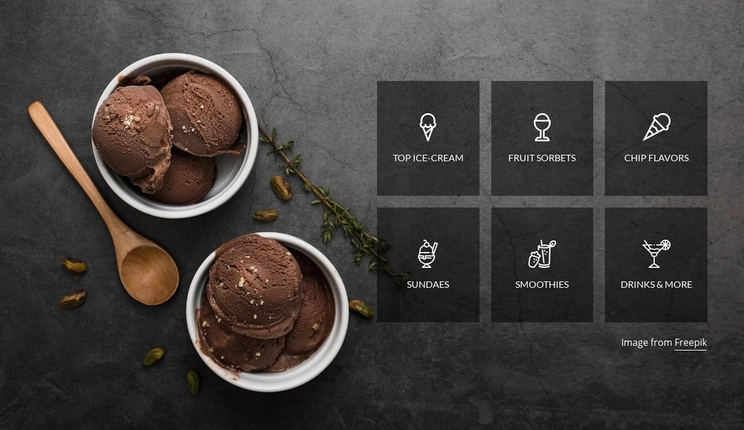 TOP ICE-CREAM
FRUIT SORBETS
CHIP FLAVORS
SUNDAES
SMOOTHIES
DRINKS & MORE
Image from Freepik